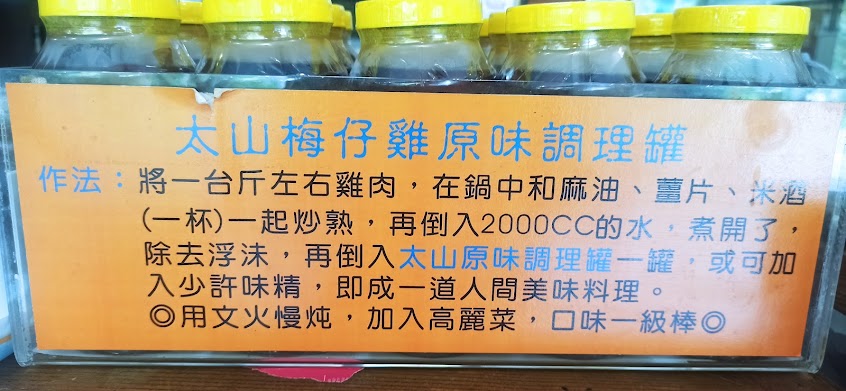 太山梅仔雞原味調理罐
作法：將一台斤左右雞肉，在鍋中和麻油、薑片、米酒
(一杯)一起炒熟，再倒入2000CC的水，煮開了，
除去浮沬，再倒入太山原味調理罐一罐，或可加
入少許味精，即成一道人間美味料理。
◎用文火慢炖，加入高麗菜，口味一級棒◎